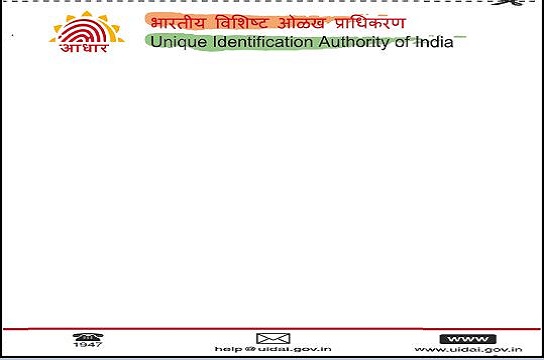 भारतीय विशिष्ट ओळख प्राधिकरण
Unique Identification Authority of India
आधार
1947
help@uidai.gov.in
www
www.uidai.gov.in